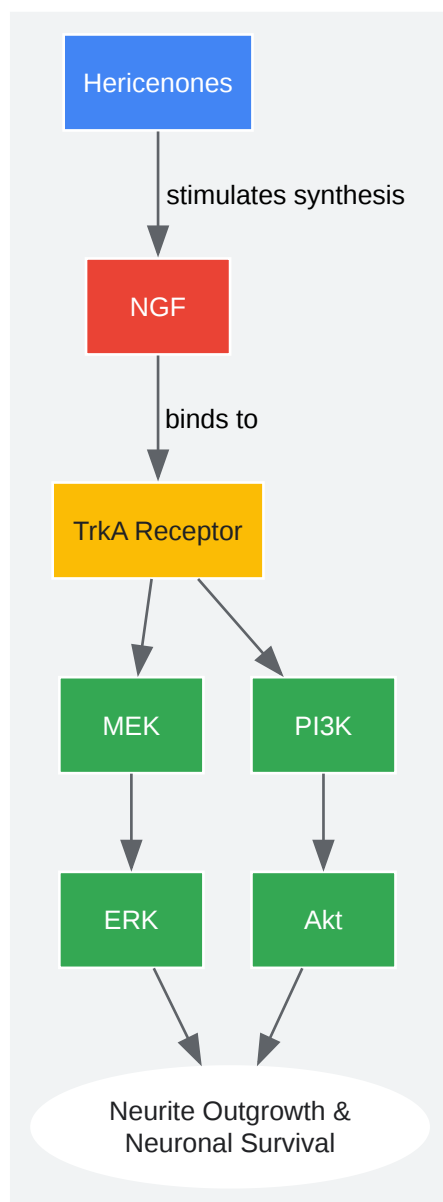 Hericenones
stimulates synthesis
NGF
binds to
TrkA Receptor
MEK
PI3K
ERK
Akt
Neurite Outgrowth &
Neuronal Survival